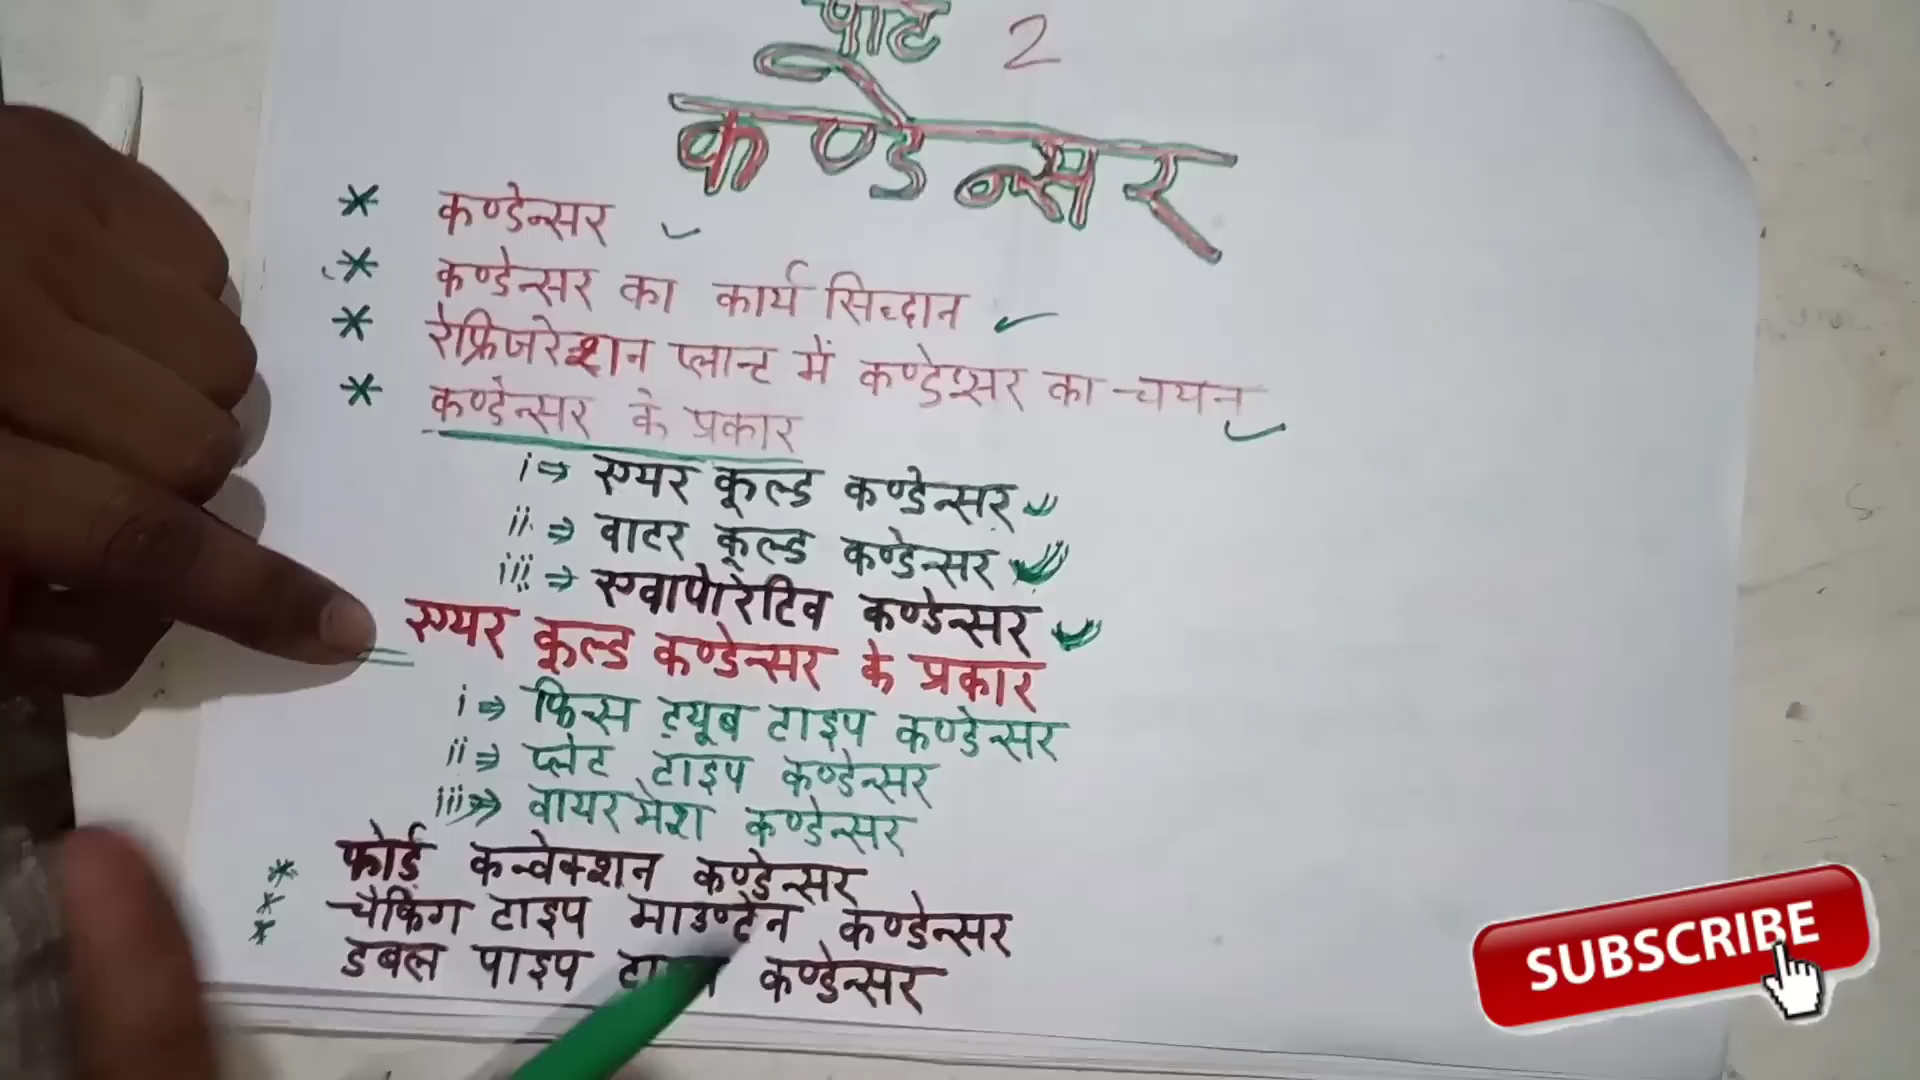 पार्ट 2
कण्डेन्सर
* कण्डेन्सर
* कण्डेन्सर का कार्य सिद्दान
* रेफ्रिजरेशन प्लान्ट में कण्डेन्सर का चयन
* कण्डेन्सर के प्रकार
i ⇒ एयर कूल्ड कण्डेन्सर
ii ⇒ वाटर कूल्ड कण्डेन्सर
iii ⇒ एवापोरेटिव कण्डेन्सर
एयर कूल्ड कण्डेन्सर के प्रकार
i ⇒ फिन्स ट्यूब टाइप कण्डेन्सर
ii ⇒ प्लेट टाइप कण्डेन्सर
iii ⇒ वायर मेश कण्डेन्सर
* फोर्ड कन्वेक्शन कण्डेन्सर
* चैकिंग टाइप माउण्टेन कण्डेन्सर
* डबल पाइप कण्डेन्सर
SUBSCRIBE